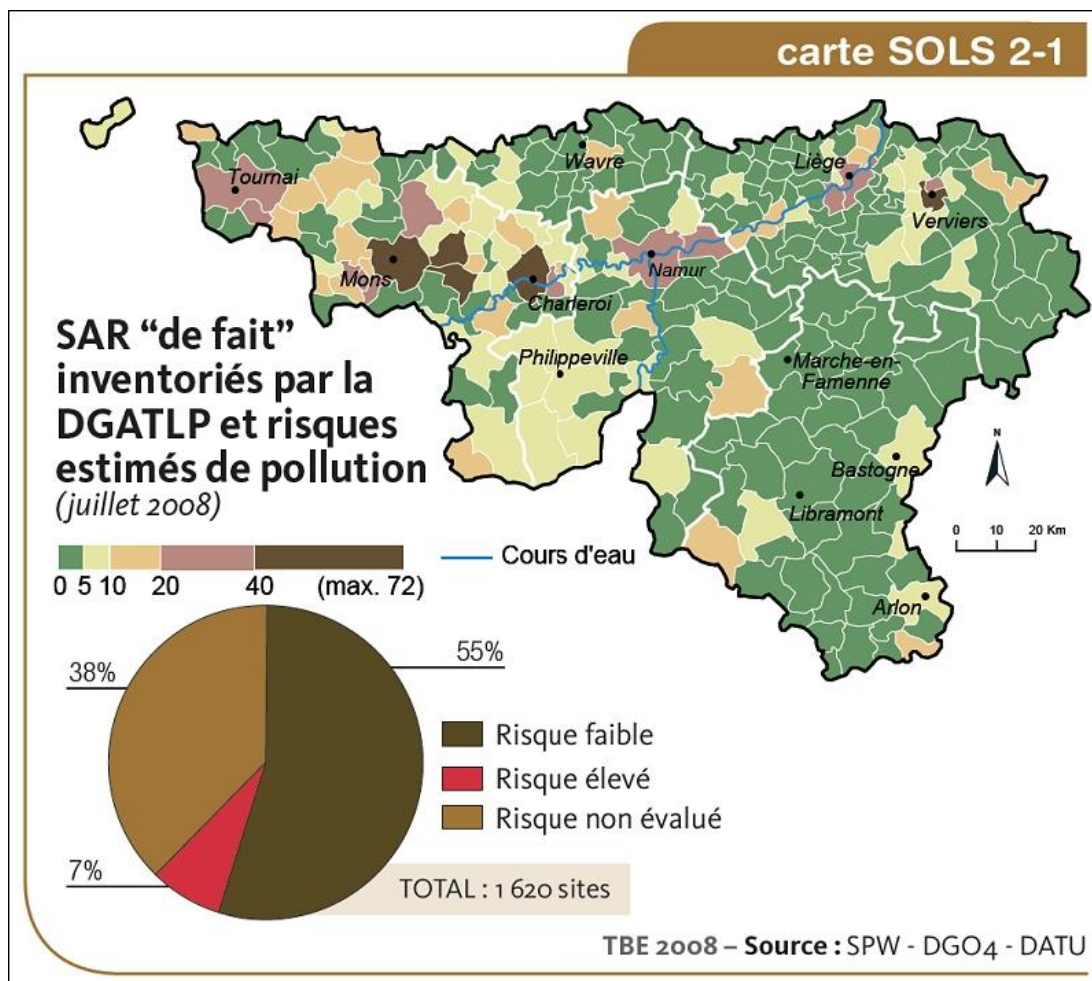 carte SOLS 2-1
Tournai
Wavre
Liège
Verviers
Mons
Charleroi
Namur
Philippeville
Marche-en-
Famenne
Bastogne
Libramont
Arlon
SAR “de fait”
inventoriés par la
DGATLP et risques
estimés de pollution
(juillet 2008)
N
0 10 20 Km
0 5 10 20 40 (max. 72)
Cours d'eau
55%
38%
7%
Risque faible
Risque élevé
Risque non évalué
TOTAL : 1 620 sites
TBE 2008 – Source : SPW - DGO4 - DATU